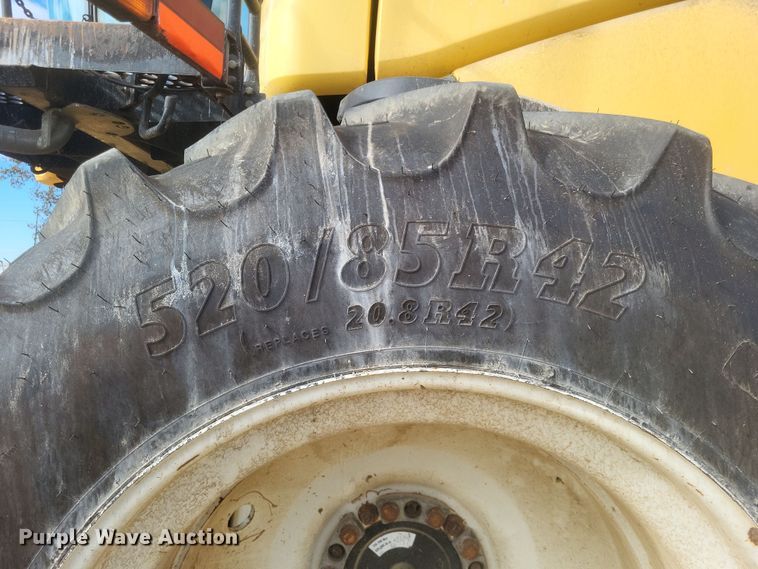 520/85R42
(REPLACES 20.8R42)
Purple Wave Auction®